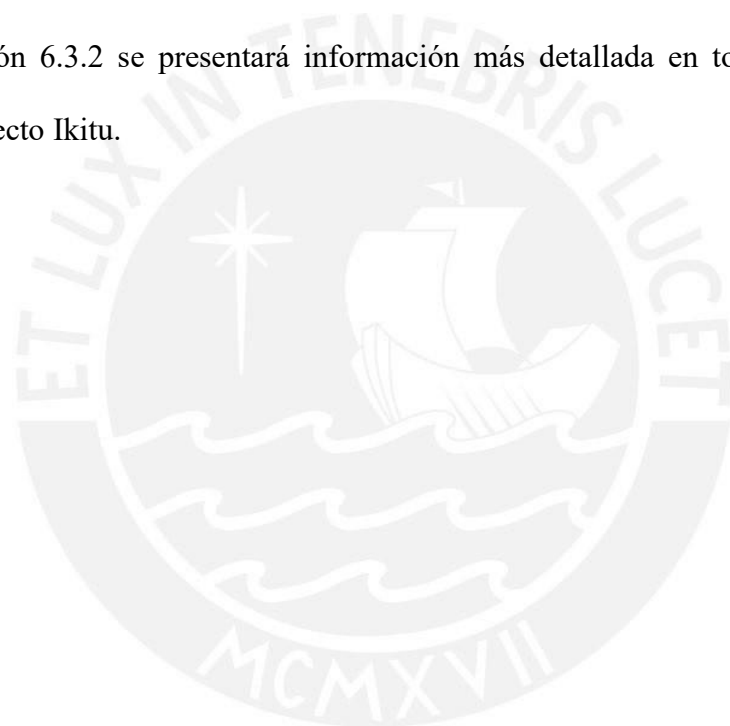 ón 6.3.2 se presentará información más detallada en to
ecto Ikitu.
ET LUX IN TENEBRIS LUCET
MCMXVII